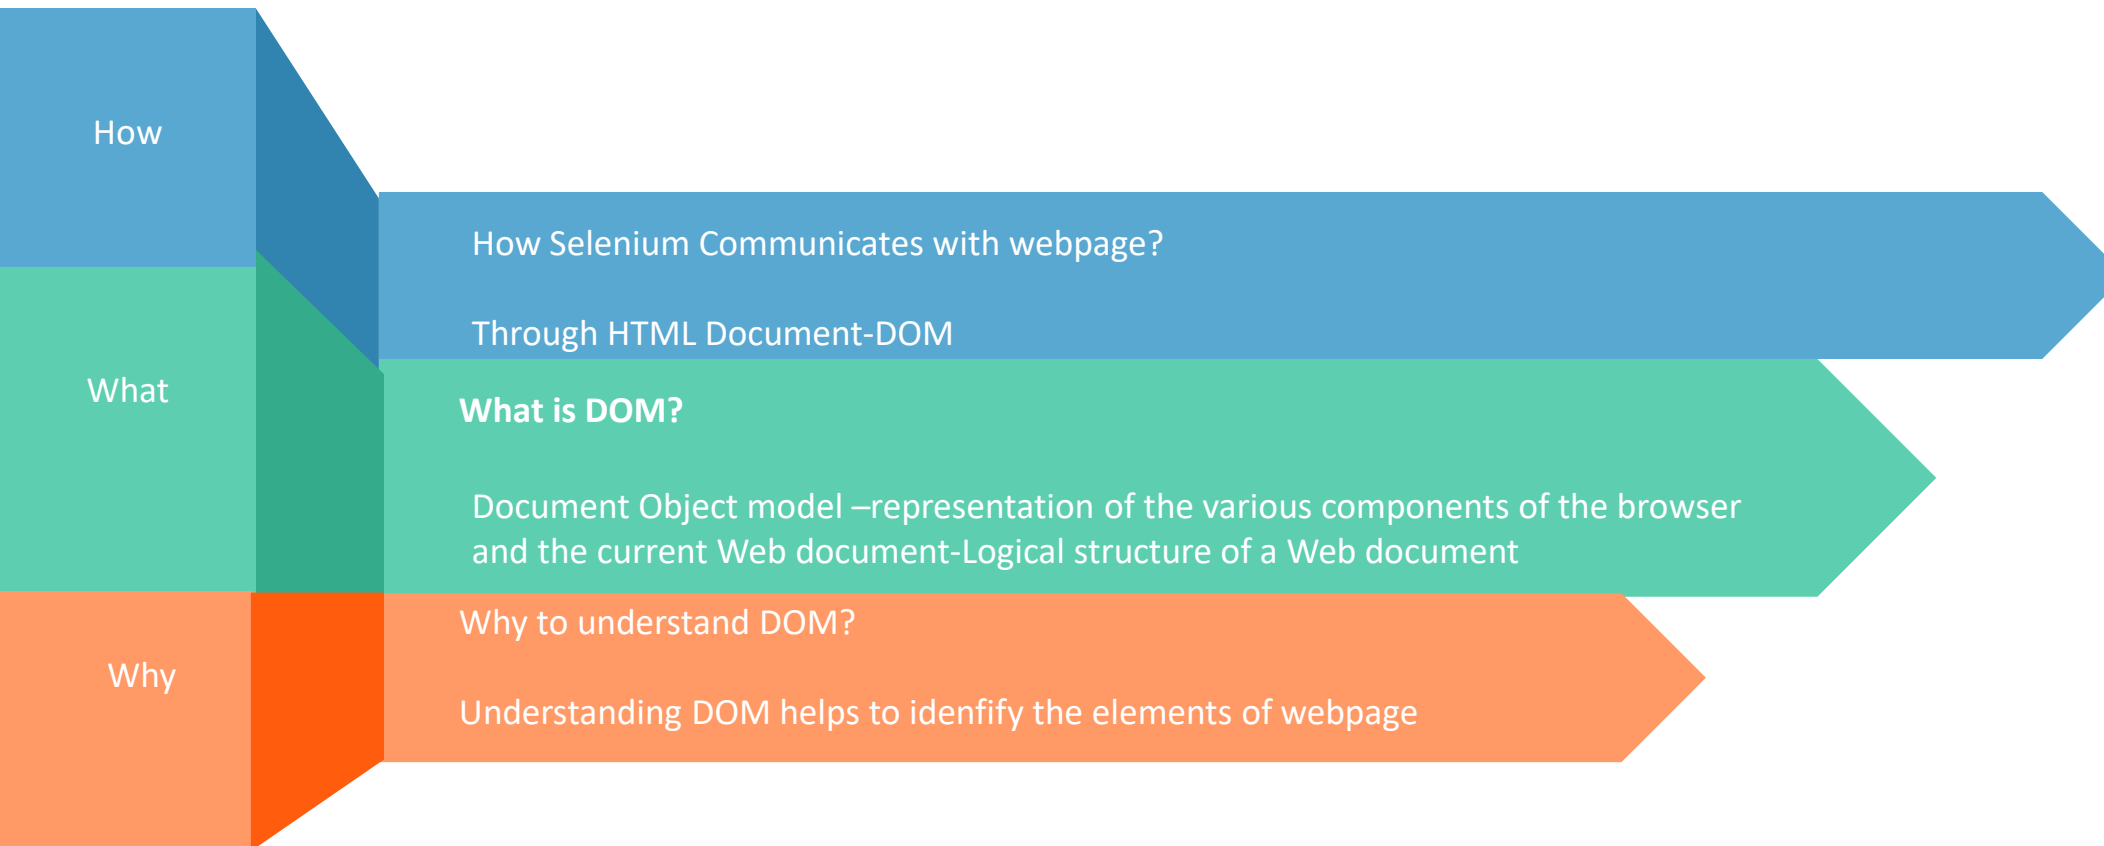 How
How Selenium Communicates with webpage?
Through HTML Document-DOM
What
What is DOM?
Document Object model –representation of the various components of the browser
and the current Web document-Logical structure of a Web document
Why
Why to understand DOM?
Understanding DOM helps to idenfify the elements of webpage